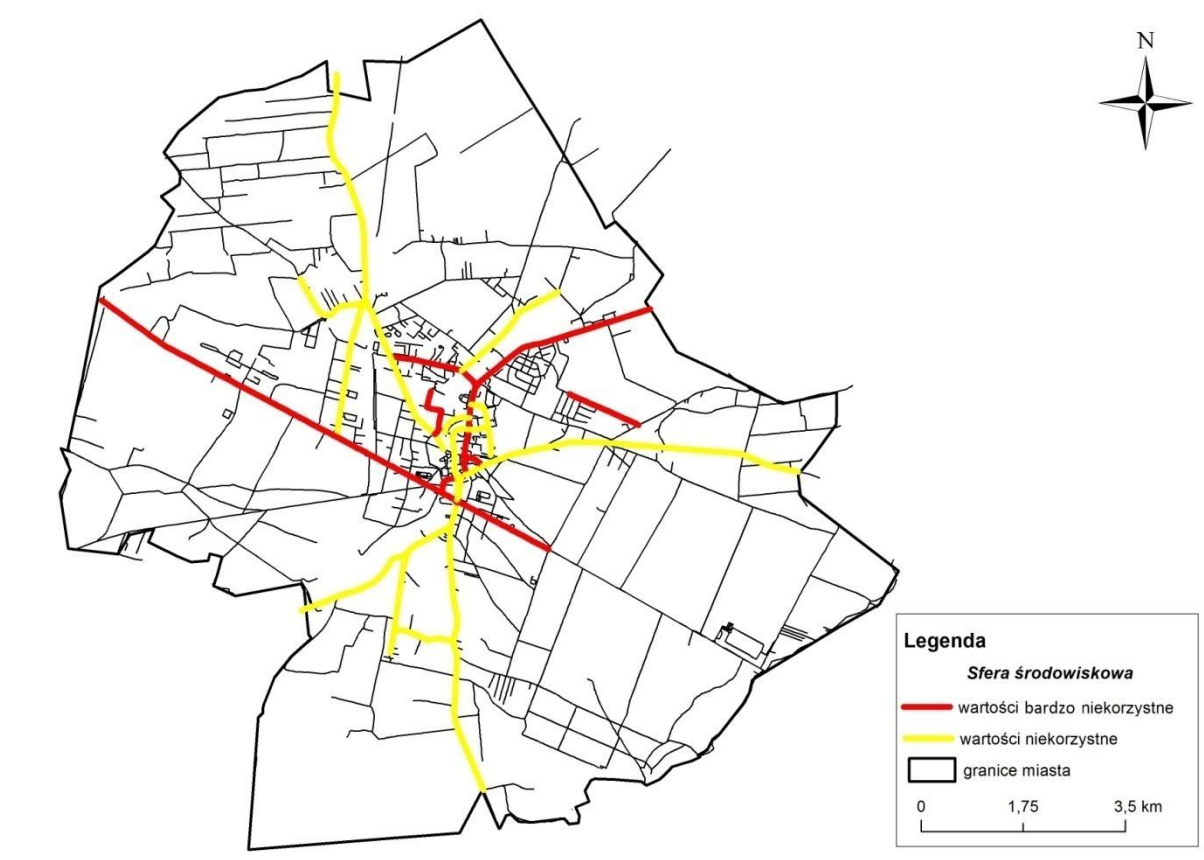 N
Legenda
Sfera środowiskowa
wartości bardzo niekorzystne
wartości niekorzystne
granice miasta
0 1,75 3,5 km